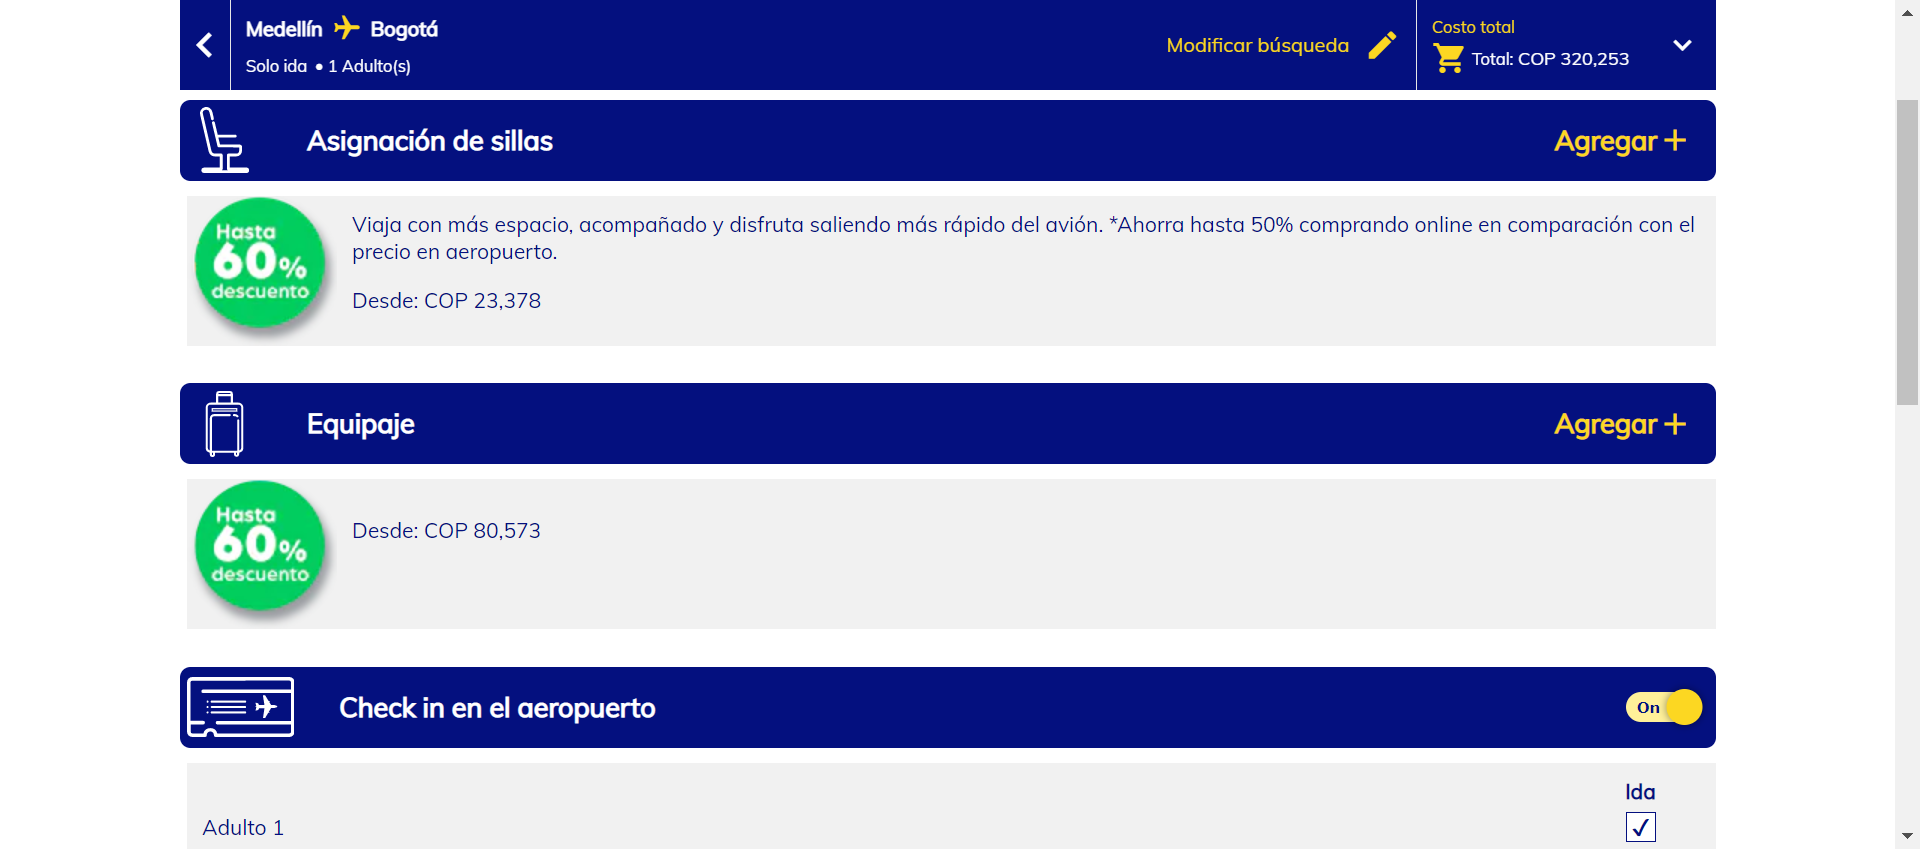 Medellín Bogotá
Solo ida • 1 Adulto(s)
Modificar búsqueda
Costo total
Total: COP 320,253
Asignación de sillas
Agregar +
Hasta
60%
descuento
Viaja con más espacio, acompañado y disfruta saliendo más rápido del avión. *Ahorra hasta 50% comprando online en comparación con el
precio en aeropuerto.
Desde: COP 23,378
Equipaje
Agregar +
Hasta
60%
descuento
Desde: COP 80,573
Check in en el aeropuerto
On
Ida
Adulto 1